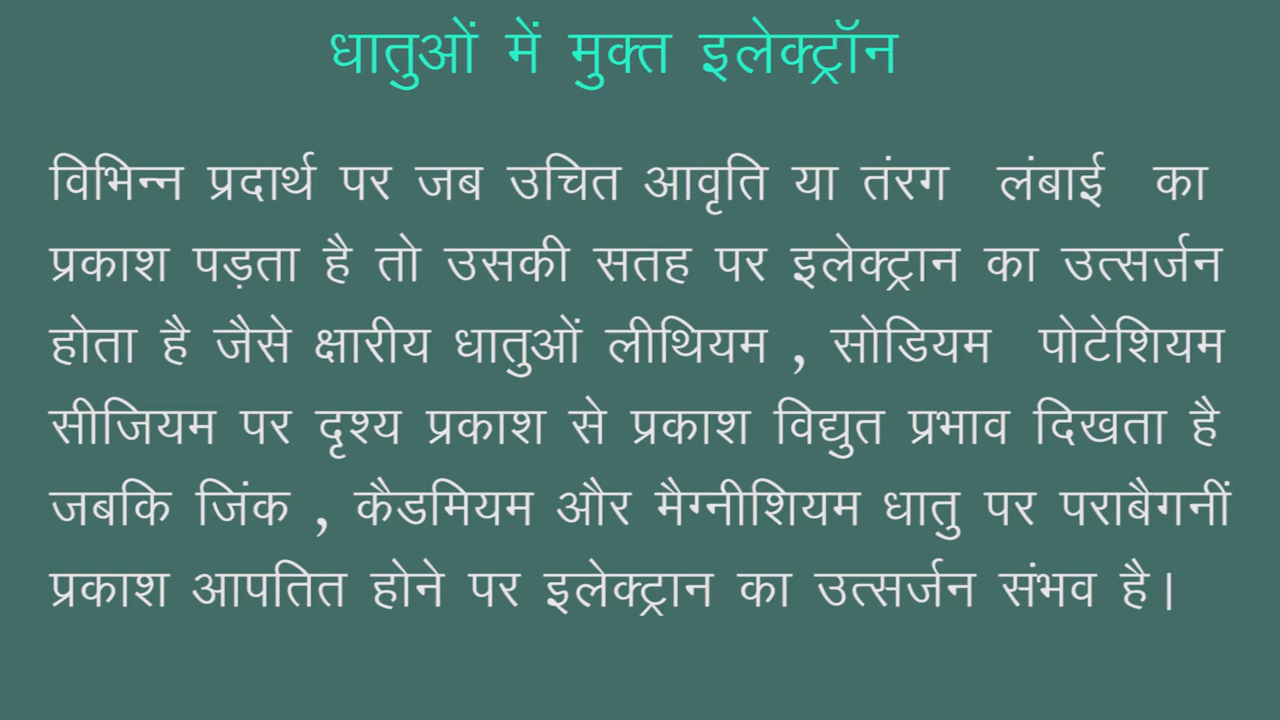 धातुओं में मुक्त इलेक्ट्रॉन
विभिन्न प्रदार्थ पर जब उचित आवृति या तंरग लंबाई का
प्रकाश पड़ता है तो उसकी सतह पर इलेक्ट्रान का उत्सर्जन
होता है जैसे क्षारीय धातुओं लीथियम , सोडियम पोटेशियम
सीजियम पर दृश्य प्रकाश से प्रकाश विद्युत प्रभाव दिखता है
जबकि जिंक , कैडमियम और मैग्नीशियम धातु पर पराबैगनीं
प्रकाश आपतित होने पर इलेक्ट्रान का उत्सर्जन संभव है।